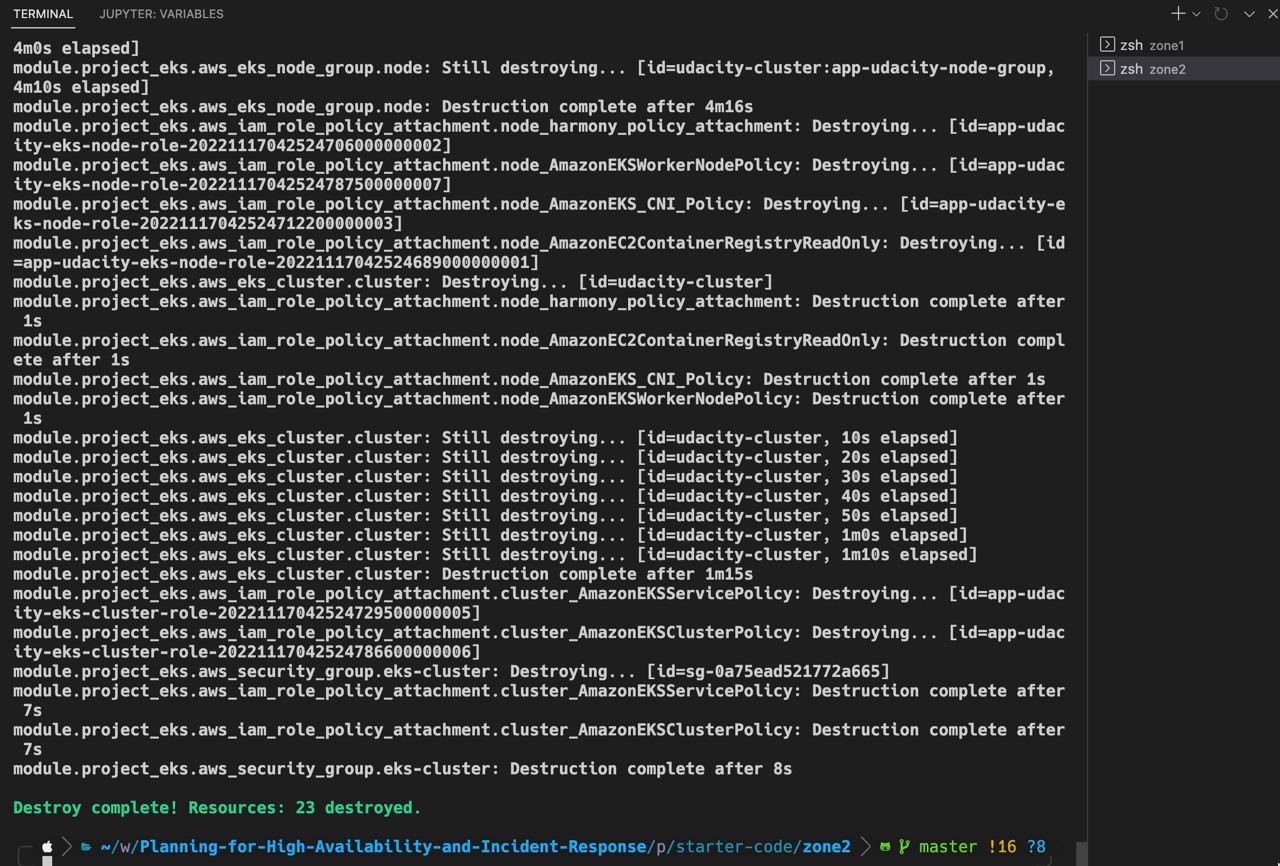 TERMINAL JUPYTER: VARIABLES
zsh zone1
zsh zone2
4m0s elapsed]
module.project_eks.aws_eks_node_group.node: Still destroying... [id=udacity-cluster:app-udacity-node-group,
4m10s elapsed]
module.project_eks.aws_eks_node_group.node: Destruction complete after 4m16s
module.project_eks.aws_iam_role_policy_attachment.node_harmony_policy_attachment: Destroying... [id=app-udac
ity-eks-node-role-20221117042524706000000002]
module.project_eks.aws_iam_role_policy_attachment.node_AmazonEKSWorkerNodePolicy: Destroying... [id=app-udac
ity-eks-node-role-20221117042524787500000007]
module.project_eks.aws_iam_role_policy_attachment.node_AmazonEKS_CNI_Policy: Destroying... [id=app-udacity-e
ks-node-role-20221117042524712200000003]
module.project_eks.aws_iam_role_policy_attachment.node_AmazonEC2ContainerRegistryReadOnly: Destroying... [id
=app-udacity-eks-node-role-20221117042524689000000001]
module.project_eks.aws_eks_cluster.cluster: Destroying... [id=udacity-cluster]
module.project_eks.aws_iam_role_policy_attachment.node_harmony_policy_attachment: Destruction complete after
1s
module.project_eks.aws_iam_role_policy_attachment.node_AmazonEC2ContainerRegistryReadOnly: Destruction compl
ete after 1s
module.project_eks.aws_iam_role_policy_attachment.node_AmazonEKS_CNI_Policy: Destruction complete after 1s
module.project_eks.aws_iam_role_policy_attachment.node_AmazonEKSWorkerNodePolicy: Destruction complete after
1s
module.project_eks.aws_eks_cluster.cluster: Still destroying... [id=udacity-cluster, 10s elapsed]
module.project_eks.aws_eks_cluster.cluster: Still destroying... [id=udacity-cluster, 20s elapsed]
module.project_eks.aws_eks_cluster.cluster: Still destroying... [id=udacity-cluster, 30s elapsed]
module.project_eks.aws_eks_cluster.cluster: Still destroying... [id=udacity-cluster, 40s elapsed]
module.project_eks.aws_eks_cluster.cluster: Still destroying... [id=udacity-cluster, 50s elapsed]
module.project_eks.aws_eks_cluster.cluster: Still destroying... [id=udacity-cluster, 1m0s elapsed]
module.project_eks.aws_eks_cluster.cluster: Still destroying... [id=udacity-cluster, 1m10s elapsed]
module.project_eks.aws_eks_cluster.cluster: Destruction complete after 1m15s
module.project_eks.aws_iam_role_policy_attachment.cluster_AmazonEKSServicePolicy: Destroying... [id=app-udac
ity-eks-cluster-role-20221117042524729500000005]
module.project_eks.aws_iam_role_policy_attachment.cluster_AmazonEKSClusterPolicy: Destroying... [id=app-udac
ity-eks-cluster-role-20221117042524786600000006]
module.project_eks.aws_security_group.eks-cluster: Destroying... [id=sg-0a75ead521772a665]
module.project_eks.aws_iam_role_policy_attachment.cluster_AmazonEKSServicePolicy: Destruction complete after
7s
module.project_eks.aws_iam_role_policy_attachment.cluster_AmazonEKSClusterPolicy: Destruction complete after
7s
module.project_eks.aws_security_group.eks-cluster: Destruction complete after 8s
Destroy complete! Resources: 23 destroyed.
~/w/Planning-for-High-Availability-and-Incident-Response/p/starter-code/zone2 master !16 ?8